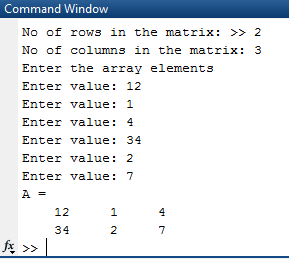 Command Window
No of rows in the matrix: >> 2
No of columns in the matrix: 3
Enter the array elements
Enter value: 12
Enter value: 1
Enter value: 4
Enter value: 34
Enter value: 2
Enter value: 7
A =
12 1 4
34 2 7
fx >>